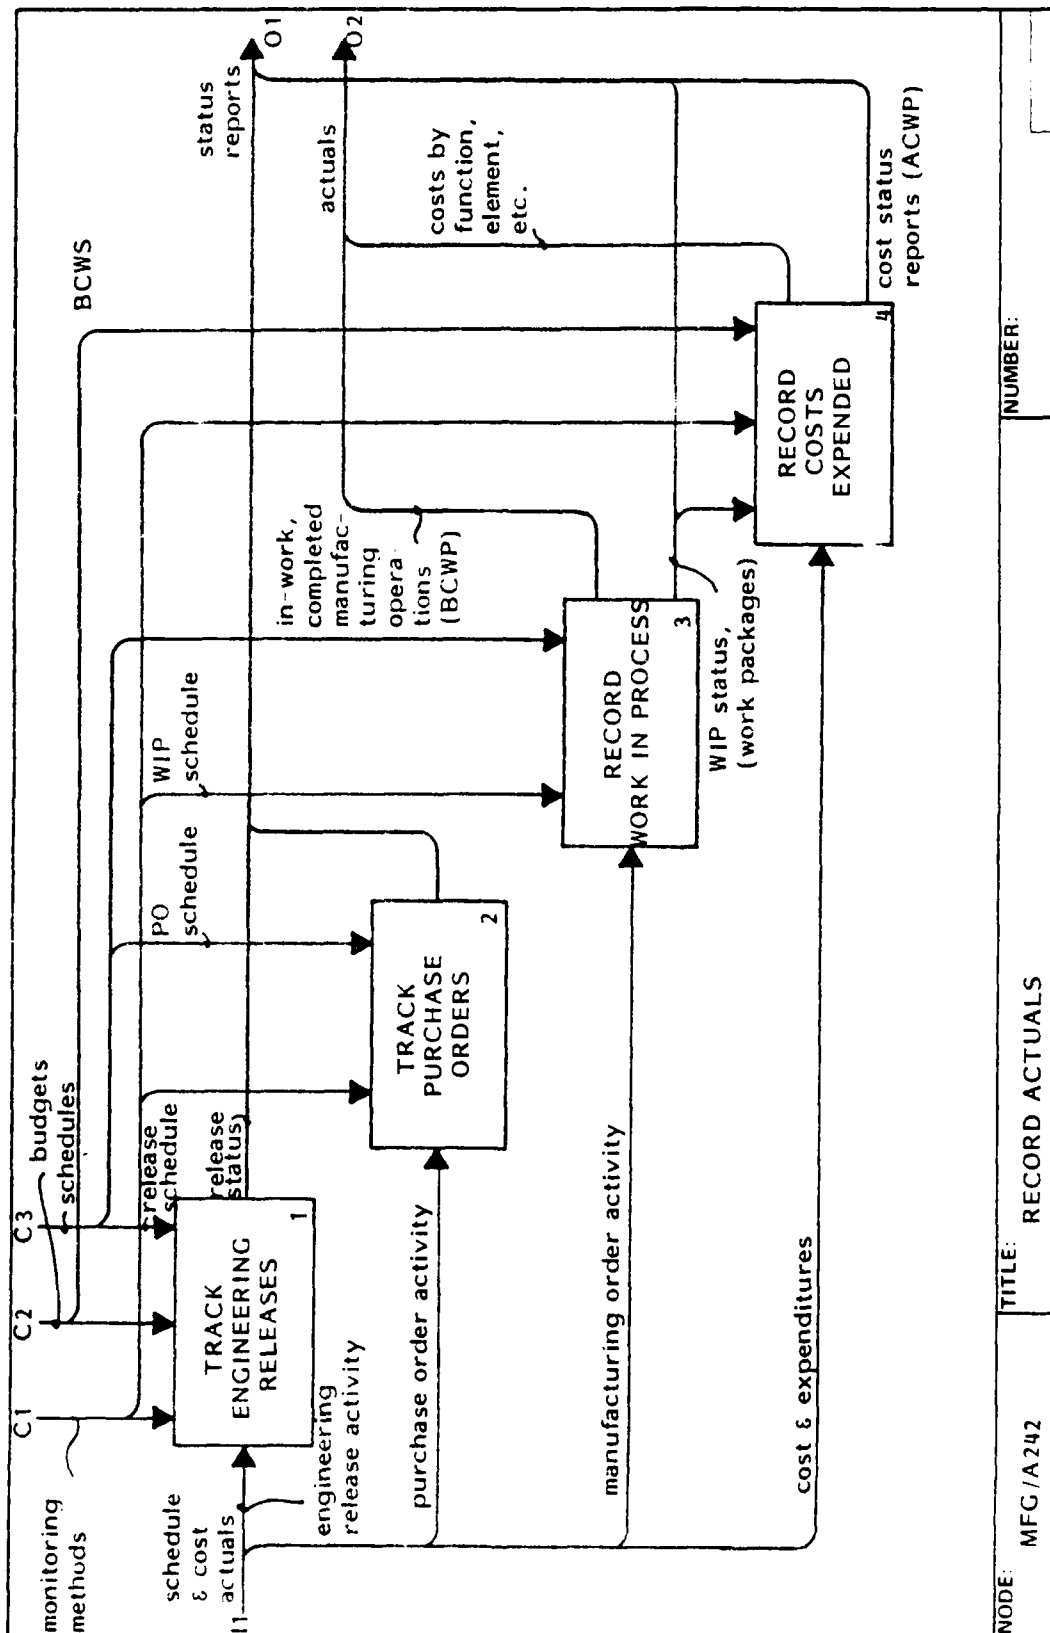 C1
C2
C3
monitoring
methods
budgets
schedules
BCWS
status
reports
O1
actuals
O2
schedule
& cost
actuals
I1
engineering
release activity
TRACK
ENGINEERING
RELEASES
1
release
schedule
release
status
PO
schedule
WIP
schedule
purchase order activity
TRACK
PURCHASE
ORDERS
2
in-work,
completed
manufac-
turing
opera-
tions
(BCWP)
costs by
function,
element,
etc.
manufacturing order activity
RECORD
WORK IN PROCESS
3
WIP status,
(work packages)
cost & expenditures
RECORD
COSTS
EXPENDED
4
cost status
reports (ACWP)
NODE:
MFG/A242
TITLE:
RECORD ACTUALS
NUMBER: